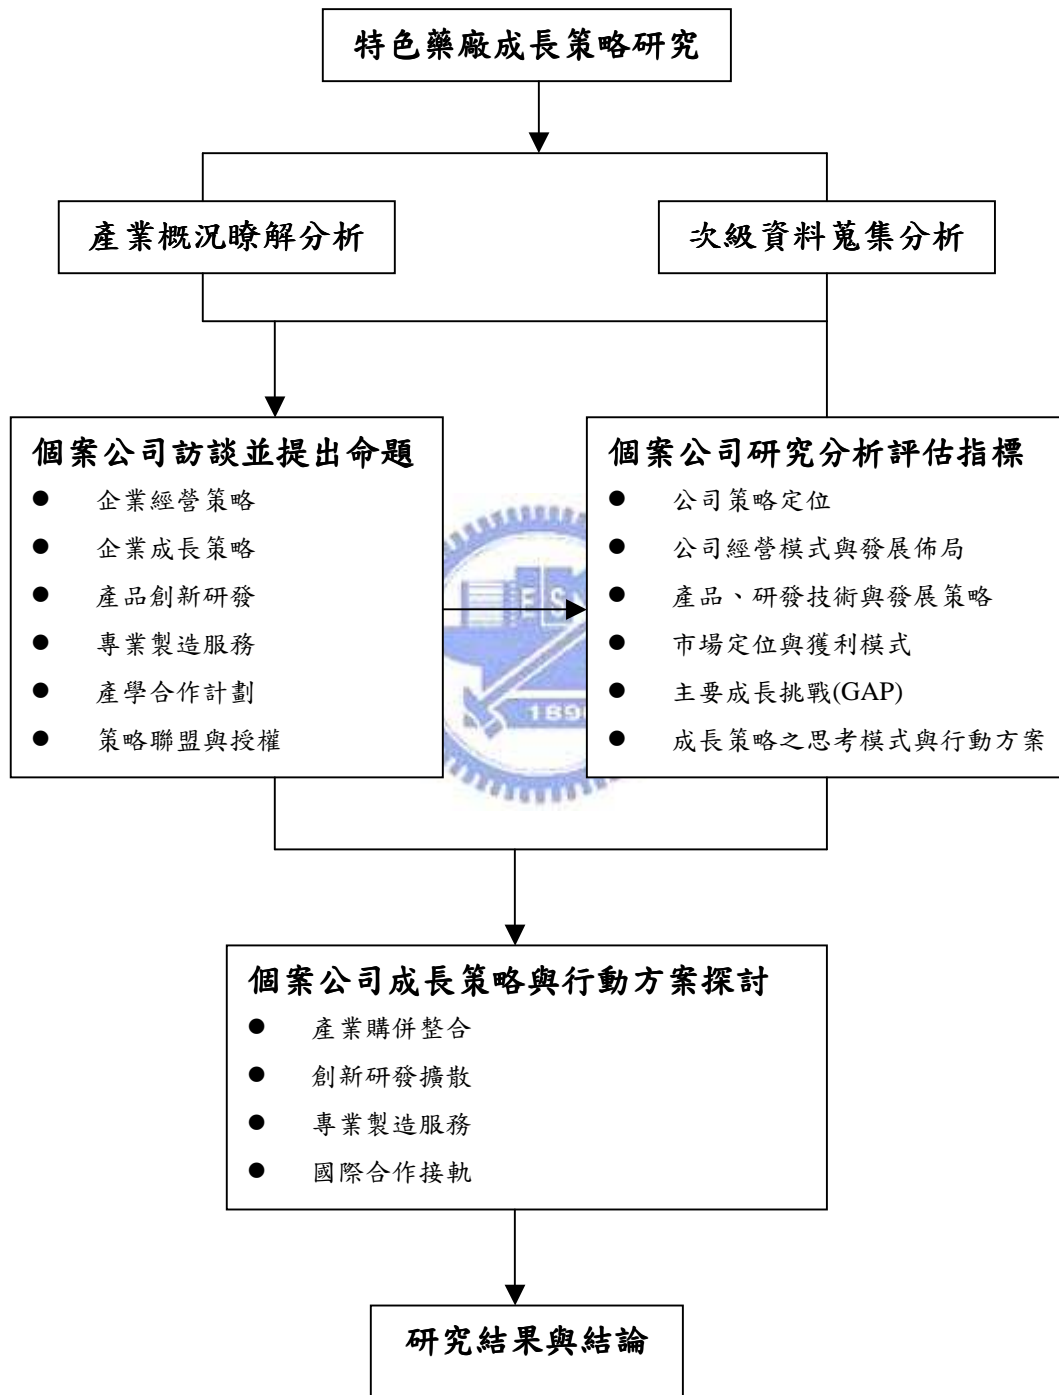 特色藥廠成長策略研究
產業概況瞭解分析
次級資料蒐集分析
個案公司訪談並提出命題
● 企業經營策略
● 企業成長策略
● 產品創新研發
● 專業製造服務
● 產學合作計劃
● 策略聯盟與授權
個案公司研究分析評估指標
● 公司策略定位
● 公司經營模式與發展佈局
● 產品、研發技術與發展策略
● 市場定位與獲利模式
● 主要成長挑戰(GAP)
● 成長策略之思考模式與行動方案
E S
189
個案公司成長策略與行動方案探討
● 產業購併整合
● 創新研發擴散
● 專業製造服務
● 國際合作接軌
研究結果與結論